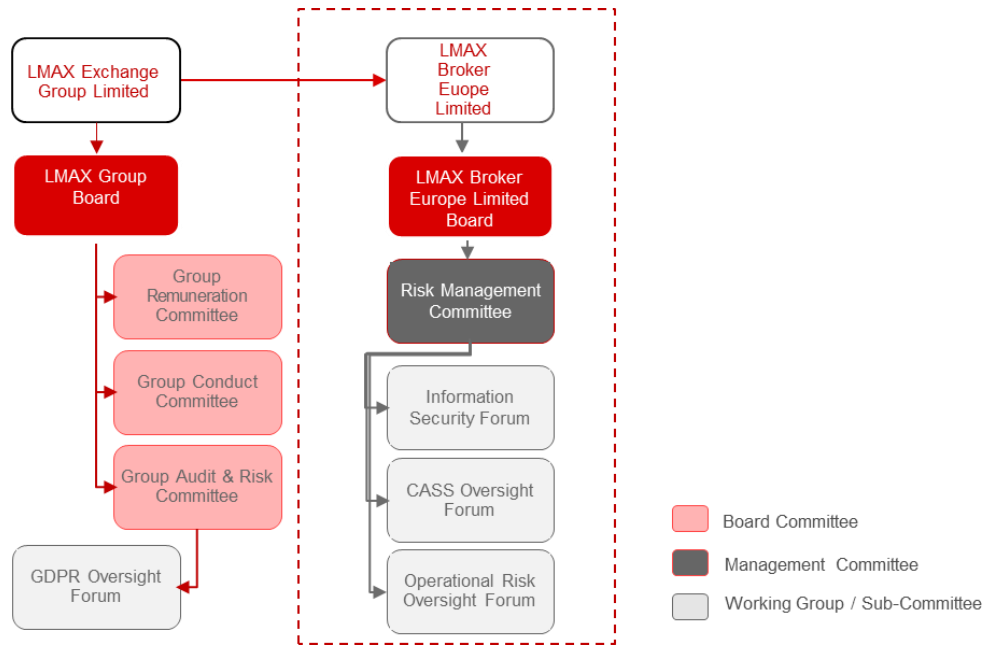 LMAX Exchange
Group Limited
LMAX
Broker
Euope
Limited
LMAX Group
Board
LMAX Broker
Europe Limited
Board
Group
Remuneration
Committee
Risk Management
Committee
Group Conduct
Committee
Information
Security Forum
Group Audit & Risk
Committee
CASS Oversight
Forum
GDPR Oversight
Forum
Operational Risk
Oversight Forum
Board Committee
Management Committee
Working Group / Sub-Committee